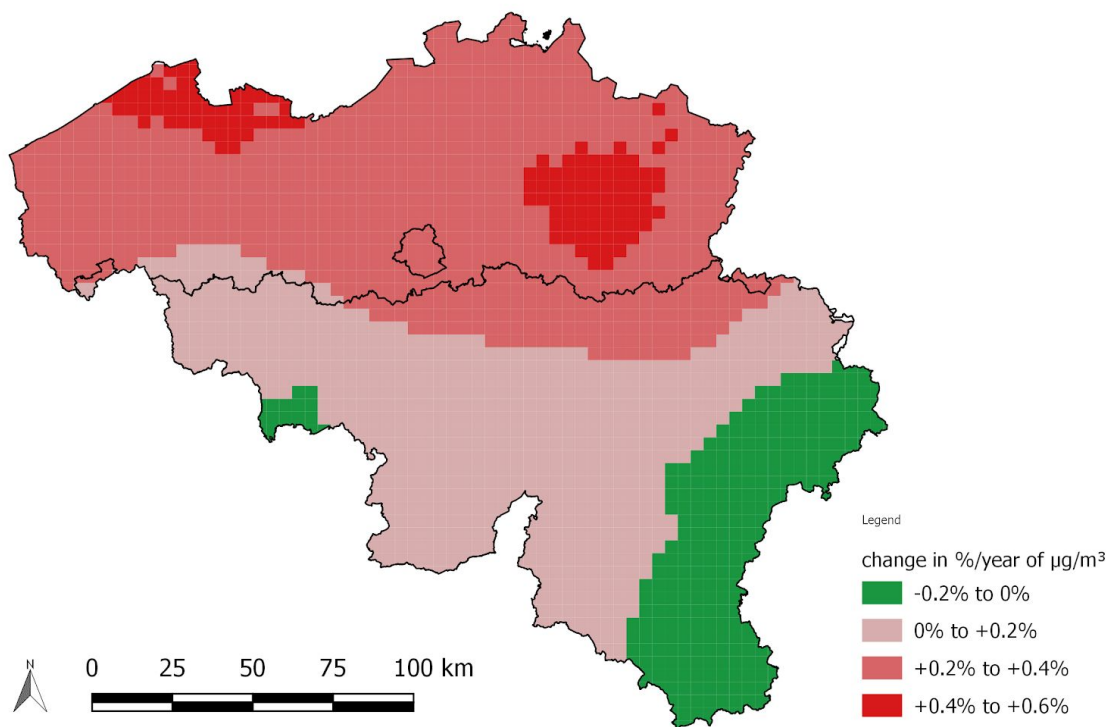 Legend
change in %/year of µg/m³
-0.2% to 0%
0% to +0.2%
+0.2% to +0.4%
+0.4% to +0.6%
N
0 25 50 75 100 km